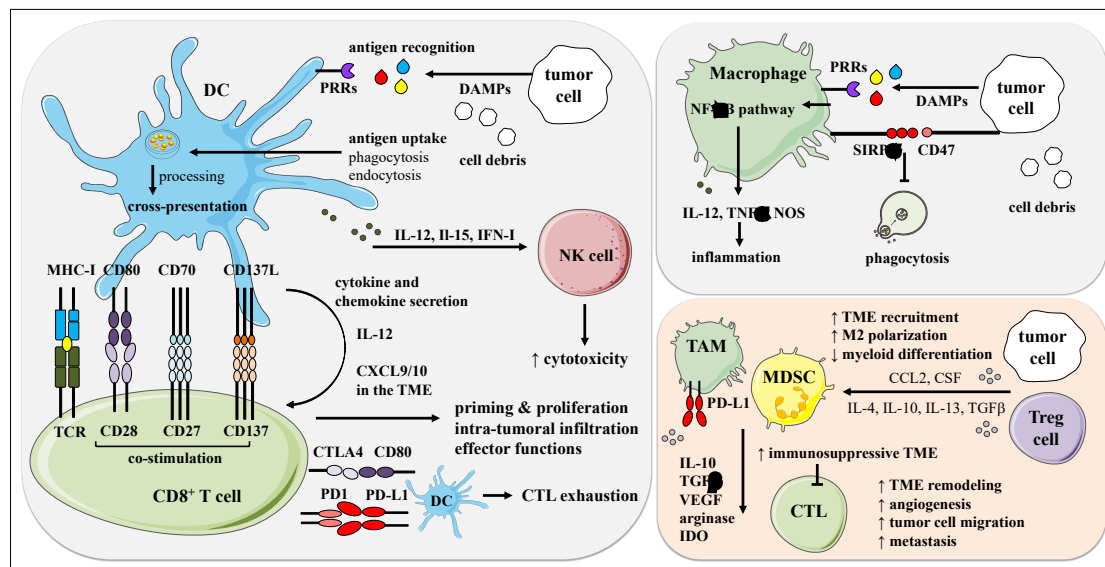 DC
antigen recognition
PRRs
DAMPs
tumor
cell
cell debris
antigen uptake
phagocytosis
endocytosis
processing
cross-presentation
IL-12, Il-15, IFN-I
NK cell
↑ cytotoxicity
MHC-I
CD80
CD70
CD137L
cytokine and
chemokine secretion
IL-12
CXCL9/10
in the TME
TCR
CD28
CD27
CD137
co-stimulation
CD8+ T cell
priming & proliferation
intra-tumoral infiltration
effector functions
CTLA4
CD80
PD1
PD-L1
DC
CTL exhaustion
Macrophage
PRRs
DAMPs
tumor
cell
pathway
CD47
cell debris
IL-12,
NOS
inflammation
phagocytosis
TAM
PD-L1
MDSC
↑ TME recruitment
↑ M2 polarization
↓ myeloid differentiation
tumor
cell
CCL2, CSF
IL-4, IL-10, IL-13, TGFβ
Treg
cell
↑ immunosuppressive TME
IL-10
VEGF
arginase
IDO
CTL
↑ TME remodeling
↑ angiogenesis
↑ tumor cell migration
↑ metastasis